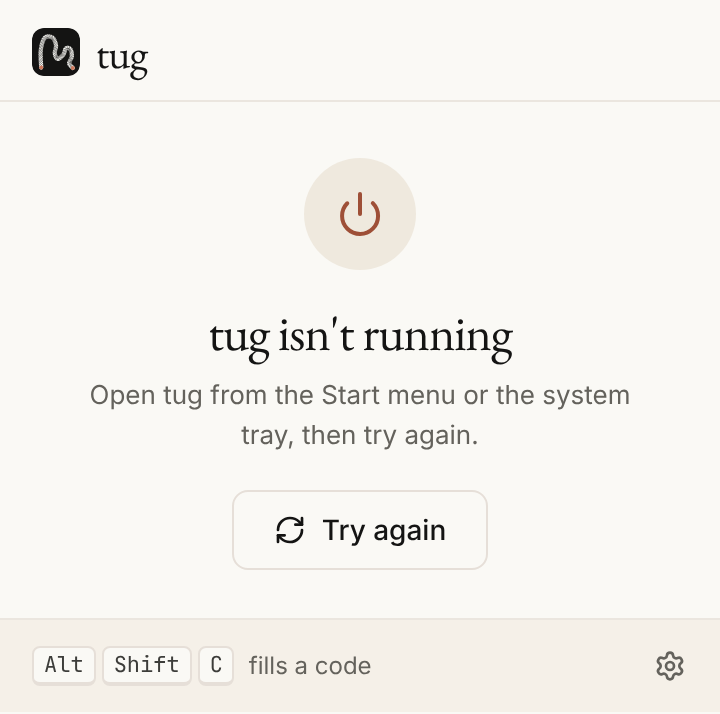 tug
tug isn't running
Open tug from the Start menu or the system
tray, then try again.
Try again
Alt Shift C fills a code